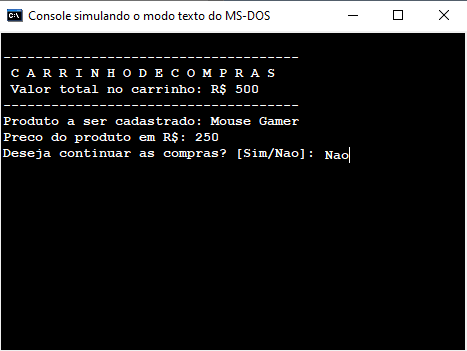 Console simulando o modo texto do MS-DOS
-------------------------------------
C A R R I N H O D E C O M P R A S
Valor total no carrinho: R$ 500
-------------------------------------
Produto a ser cadastrado: Mouse Gamer
Preco do produto em R$: 250
Deseja continuar as compras? [Sim/Nao]: Nao